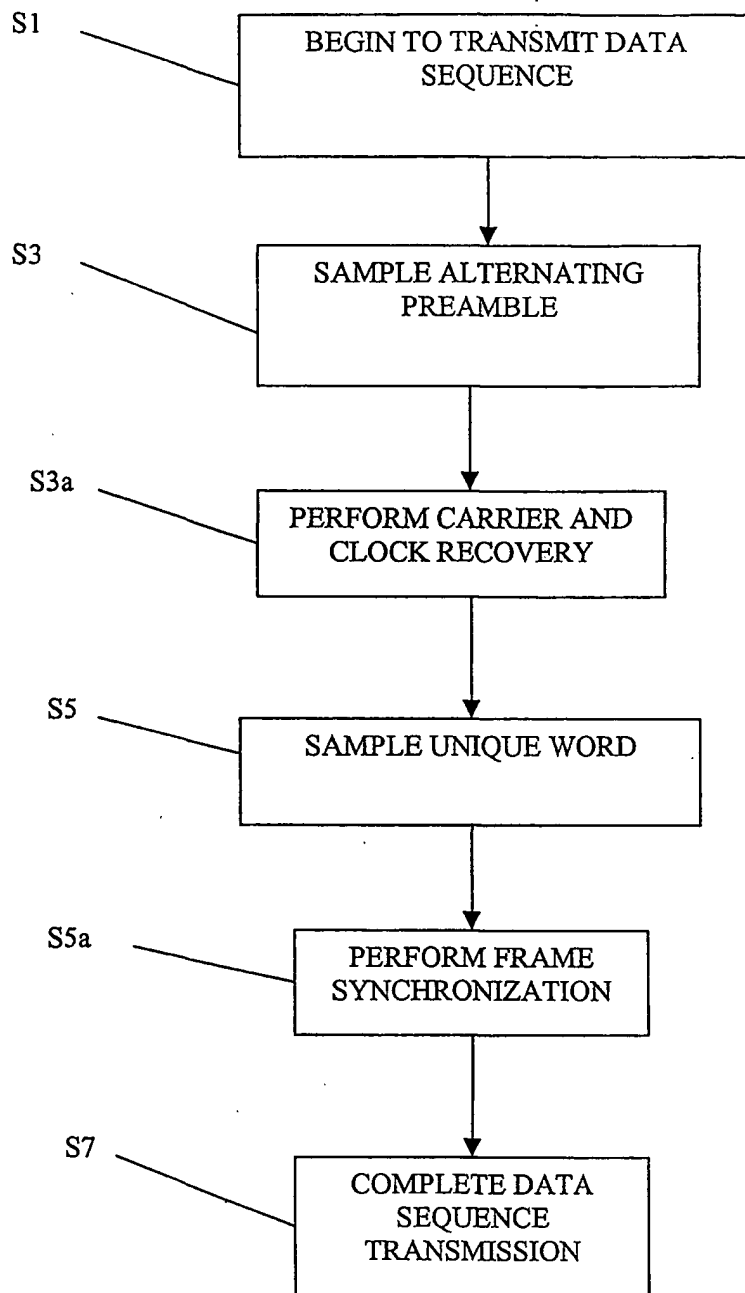 S1
BEGIN TO TRANSMIT DATA
SEQUENCE
S3
SAMPLE ALTERNATING
PREAMBLE
S3a
PERFORM CARRIER AND
CLOCK RECOVERY
S5
SAMPLE UNIQUE WORD
S5a
PERFORM FRAME
SYNCHRONIZATION
S7
COMPLETE DATA
SEQUENCE
TRANSMISSION